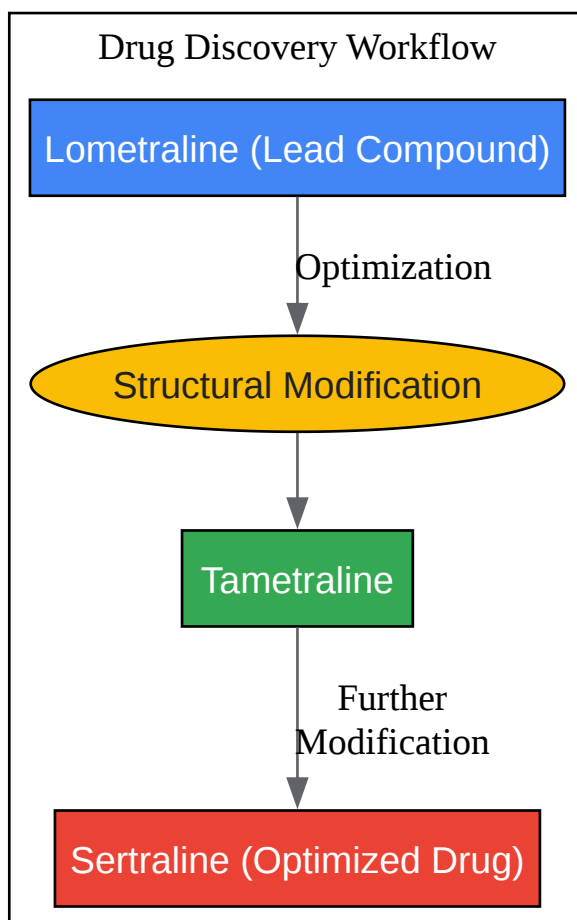 Drug Discovery Workflow
Lometraline (Lead Compound)
Optimization
Structural Modification
Tametraline
Further
Modification
Sertraline (Optimized Drug)